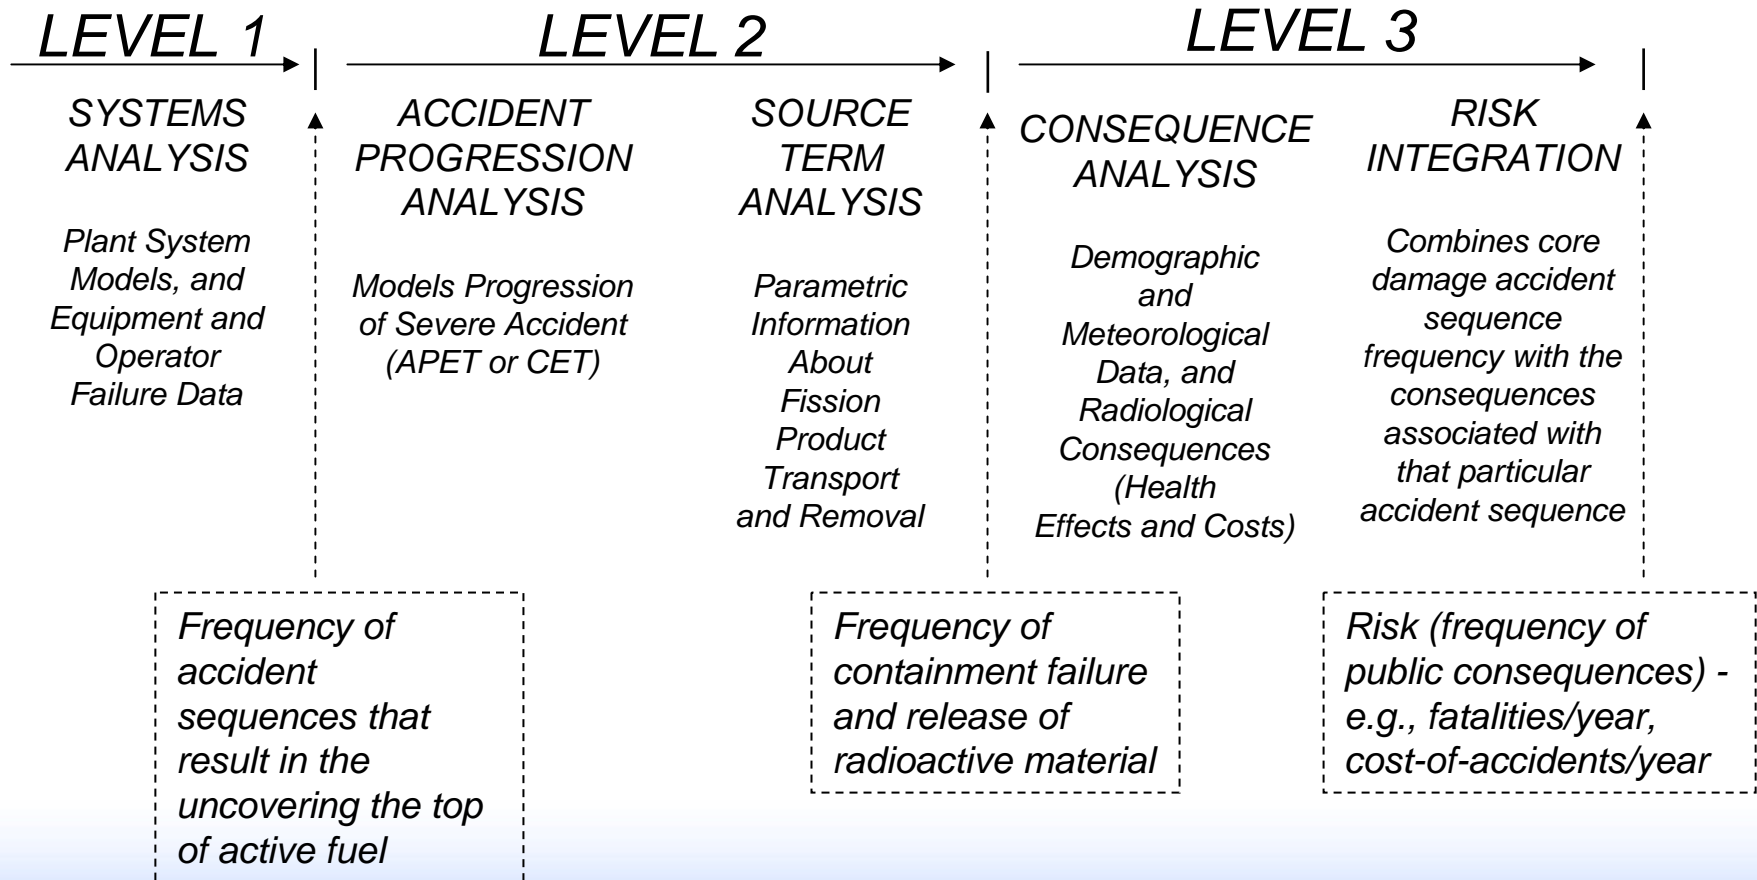 LEVEL 1
LEVEL 2
LEVEL 3
SYSTEMS
ANALYSIS
Plant System
Models, and
Equipment and
Operator
Failure Data
ACCIDENT
PROGRESSION
ANALYSIS
Models Progression
of Severe Accident
(APET or CET)
SOURCE
TERM
ANALYSIS
Parametric
Information
About
Fission
Product
Transport
and Removal
CONSEQUENCE
ANALYSIS
Demographic
and
Meteorological
Data, and
Radiological
Consequences
(Health
Effects and Costs)
RISK
INTEGRATION
Combines core
damage accident
sequence
frequency with the
consequences
associated with
that particular
accident sequence
Frequency of
accident
sequences that
result in the
uncovering the top
of active fuel
Frequency of
containment failure
and release of
radioactive material
Risk (frequency of
public consequences) -
e.g., fatalities/year,
cost-of-accidents/year